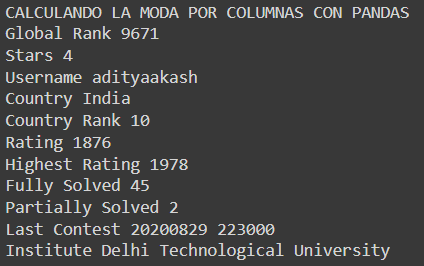 CALCULANDO LA MODA POR COLUMNAS CON PANDAS
Global Rank 9671
Stars 4
Username adityaakash
Country India
Country Rank 10
Rating 1876
Highest Rating 1978
Fully Solved 45
Partially Solved 2
Last Contest 20200829 223000
Institute Delhi Technological University